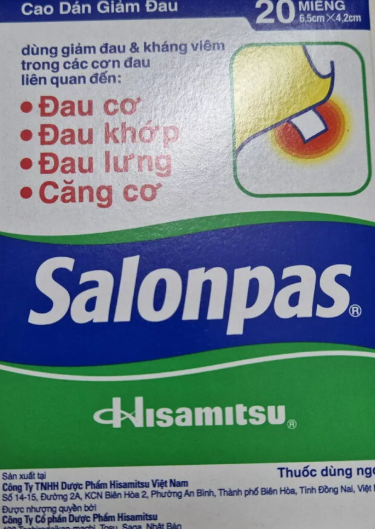 Cao Dán Giảm Đau
20 MIẾNG
6,5cm×4,2cm
dùng giảm đau & kháng viêm
trong các cơn đau
liên quan đến:
• Đau cơ
• Đau khớp
• Đau lưng
• Căng cơ
Salonpas®
Hisamitsu®
Thuốc dùng ngo
Sản xuất tại
Công Ty TNHH Dược Phẩm Hisamitsu Việt Nam
Số 14-15, Đường 2A, KCN Biên Hòa 2, Phường An Bình, Thành phố Biên Hòa, Tỉnh Đồng Nai, Việt
Được nhượng quyền bởi
Công Ty Cổ phần Dược Phẩm Hisamitsu
Tosu, Saga, Nhật Bản